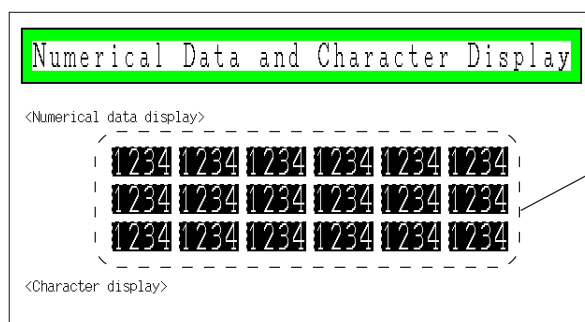 Numerical Data and Character Display
<Numerical data display>
1234 1234 1234 1234 1234 1234
1234 1234 1234 1234 1234 1234
1234 1234 1234 1234 1234 1234
<Character display>